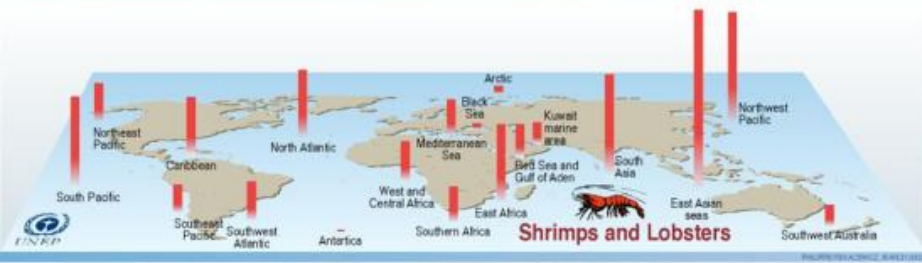 Arctic
Black
Sea
Kuwait
marine
area
Northwest
Pacific
Northeast
Pacific
North Atlantic
Mediterranean
Sea
Caribbean
Red Sea and
Gulf of Aden
South
Asia
South Pacific
West and
Central Africa
East Africa
East Asian
seas
Southeast
Pacific
Southwest
Atlantic
Antartica
Southern Africa
Shrimps and Lobsters
Southwest Australia
UNEP